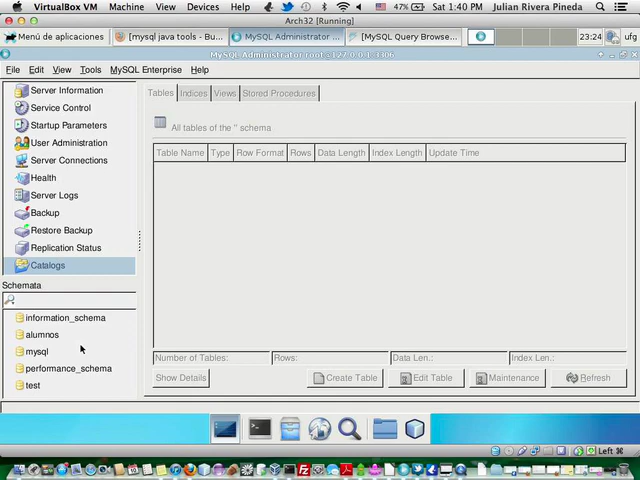 VirtualBox VM Machine View Devices Help 47% Sat 1:40 PM Julian Rivera Pineda
Arch32 [Running]
Menú de aplicaciones [mysql java tools - Bu... MySQL Administrator ... [MySQL Query Browse... 23:24 ufg
MySQL Administrator root@127.0.0.1:3306
File Edit View Tools MySQL Enterprise Help
Server Information
Service Control
Startup Parameters
User Administration
Server Connections
Health
Server Logs
Backup
Restore Backup
Replication Status
Catalogs
Schemata
information_schema
alumnos
mysql
performance_schema
test
Tables Indices Views Stored Procedures
All tables of the '' schema
Table Name Type Row Format Rows Data Length Index Length Update Time
Number of Tables: Rows: Data Len.: Index Len.:
Show Details Create Table Edit Table Maintenance Refresh
Left ⌘